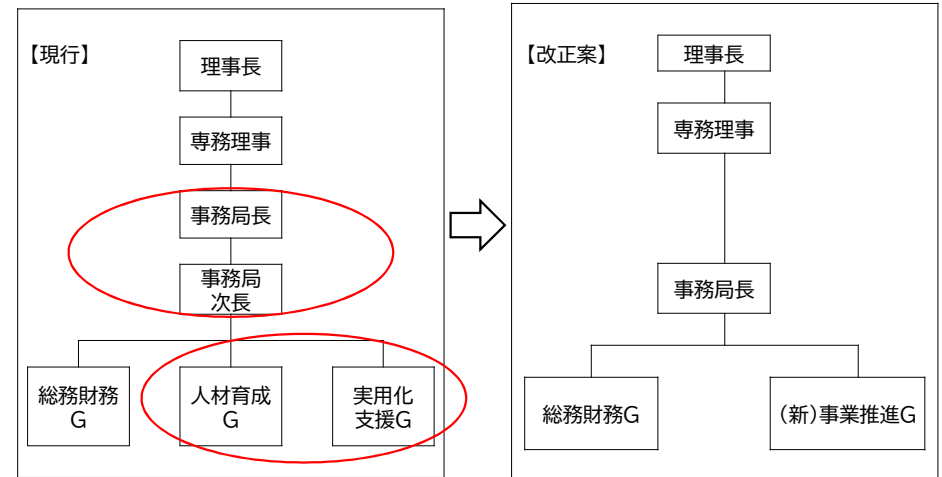 【現行】
理事長
専務理事
事務局長
事務局
次長
総務財務
G
人材育成
G
実用化
支援G
【改正案】
理事長
専務理事
事務局長
総務財務G
(新)事業推進G